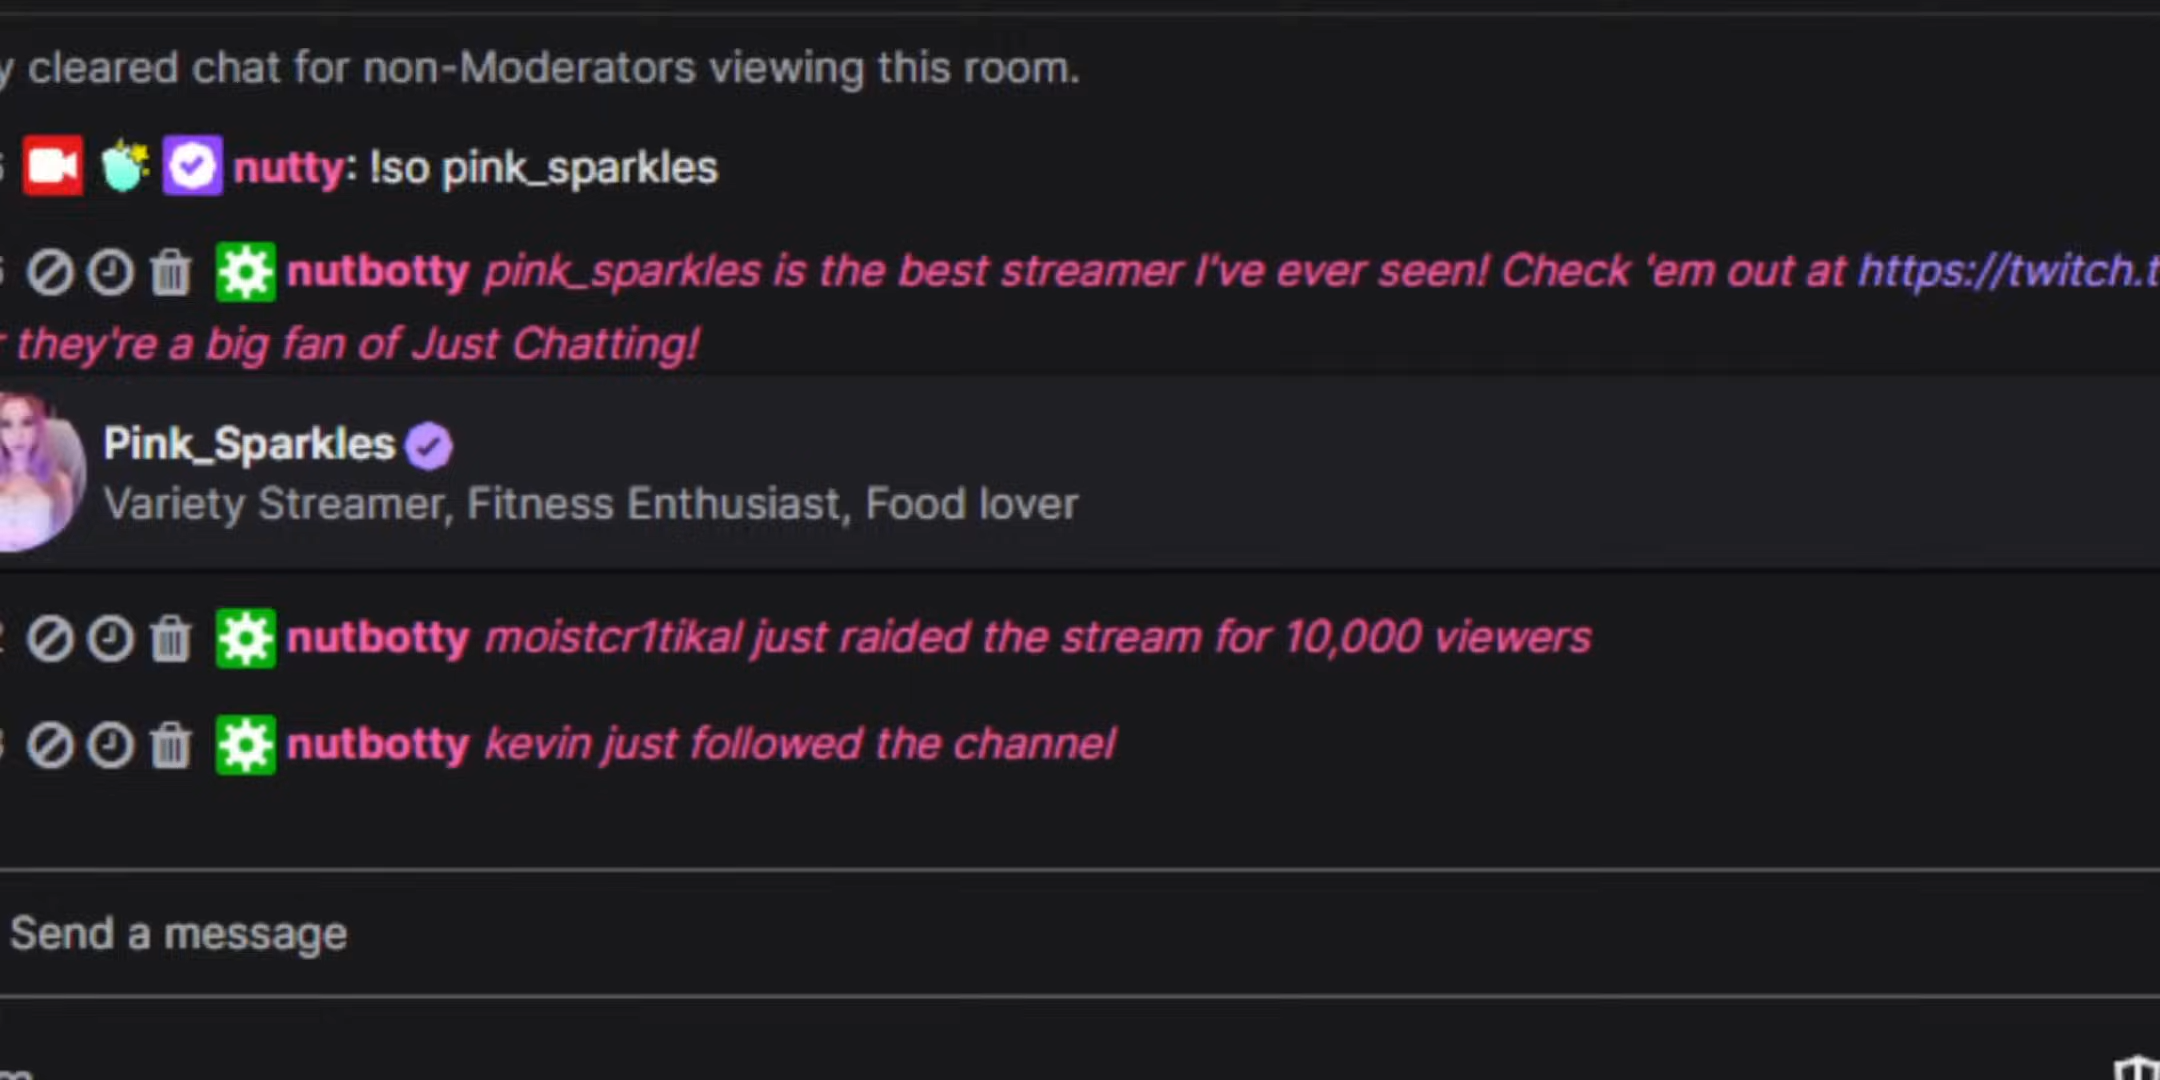 cleared chat for non-Moderators viewing this room.
nutty: !so pink_sparkles
nutbotty pink_sparkles is the best streamer I've ever seen! Check 'em out at https://twitch.t
they're a big fan of Just Chatting!
Pink_Sparkles
Variety Streamer, Fitness Enthusiast, Food lover
nutbotty moistcr1tikal just raided the stream for 10,000 viewers
nutbotty kevin just followed the channel
Send a message